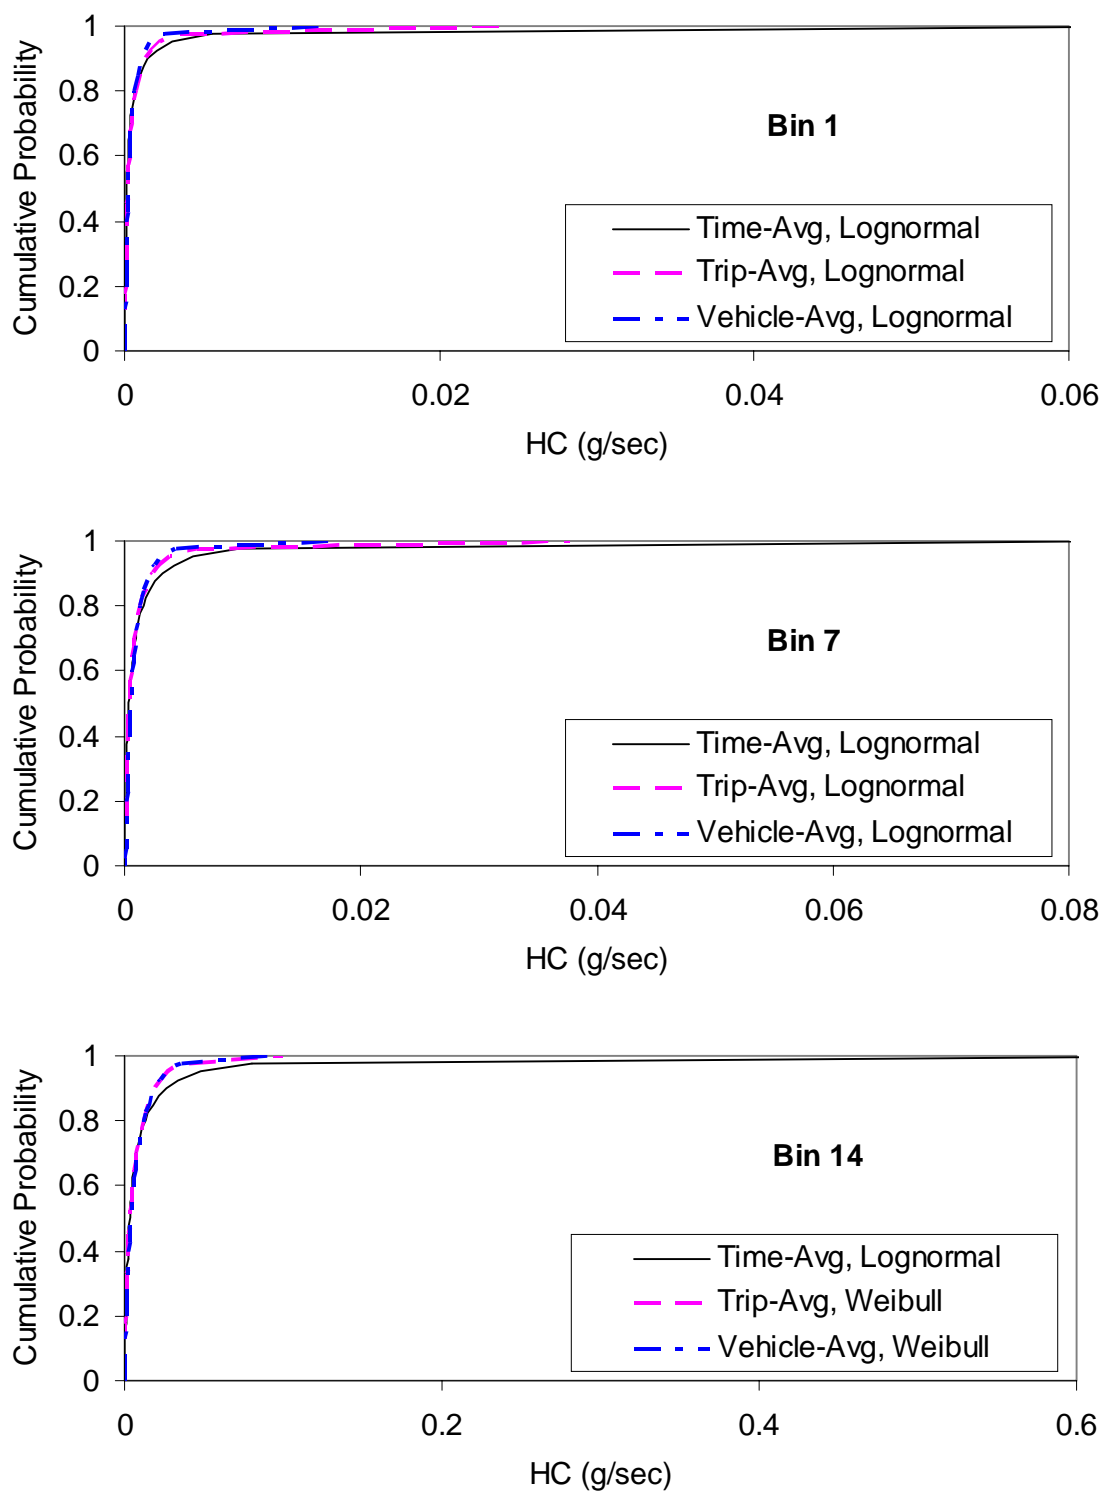 1
0.8
0.6
0.4
0.2
0
Cumulative Probability
Bin 1
Time-Avg, Lognormal
Trip-Avg, Lognormal
Vehicle-Avg, Lognormal
0 0.02 0.04 0.06
HC (g/sec)
1
0.8
0.6
0.4
0.2
0
Cumulative Probability
Bin 7
Time-Avg, Lognormal
Trip-Avg, Lognormal
Vehicle-Avg, Lognormal
0 0.02 0.04 0.06 0.08
HC (g/sec)
1
0.8
0.6
0.4
0.2
0
Cumulative Probability
Bin 14
Time-Avg, Lognormal
Trip-Avg, Weibull
Vehicle-Avg, Weibull
0 0.2 0.4 0.6
HC (g/sec)